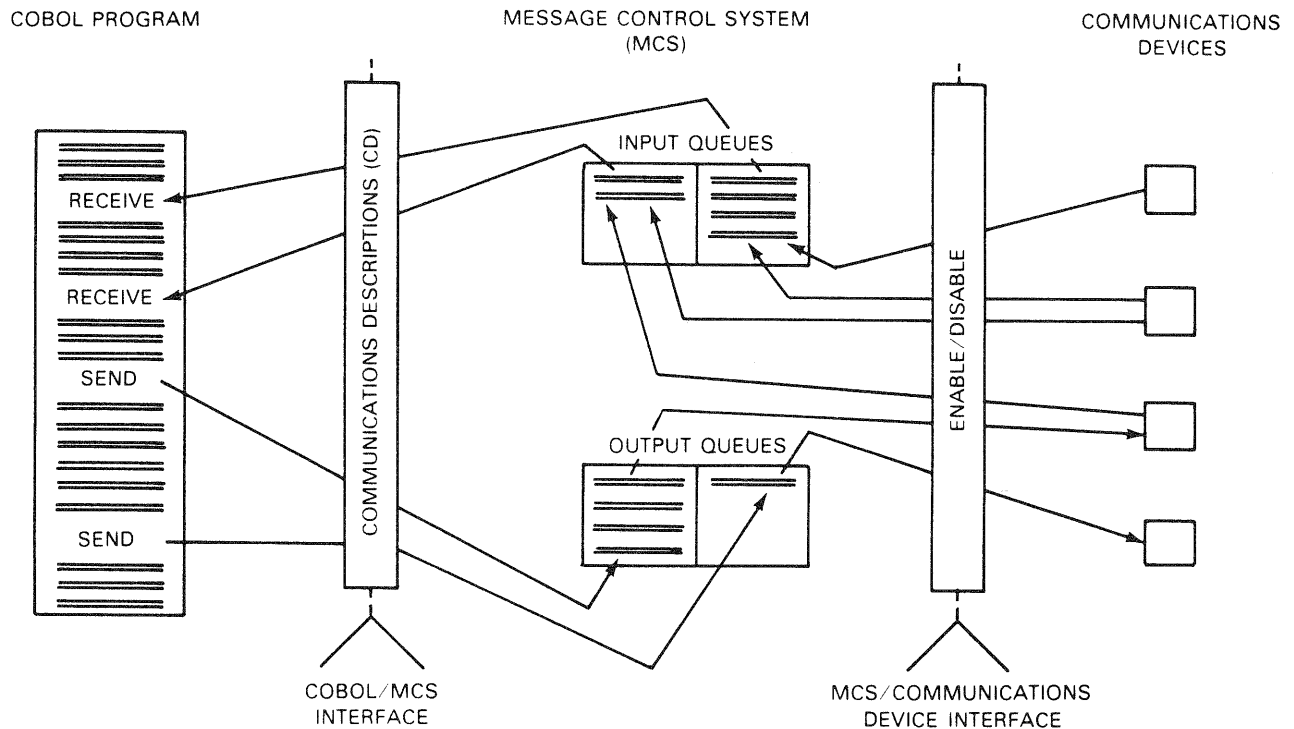 COBOL PROGRAM
MESSAGE CONTROL SYSTEM
(MCS)
COMMUNICATIONS
DEVICES
RECEIVE
RECEIVE
SEND
SEND
COMMUNICATIONS DESCRIPTIONS (CD)
INPUT QUEUES
OUTPUT QUEUES
ENABLE/DISABLE
COBOL/MCS
INTERFACE
MCS/COMMUNICATIONS
DEVICE INTERFACE